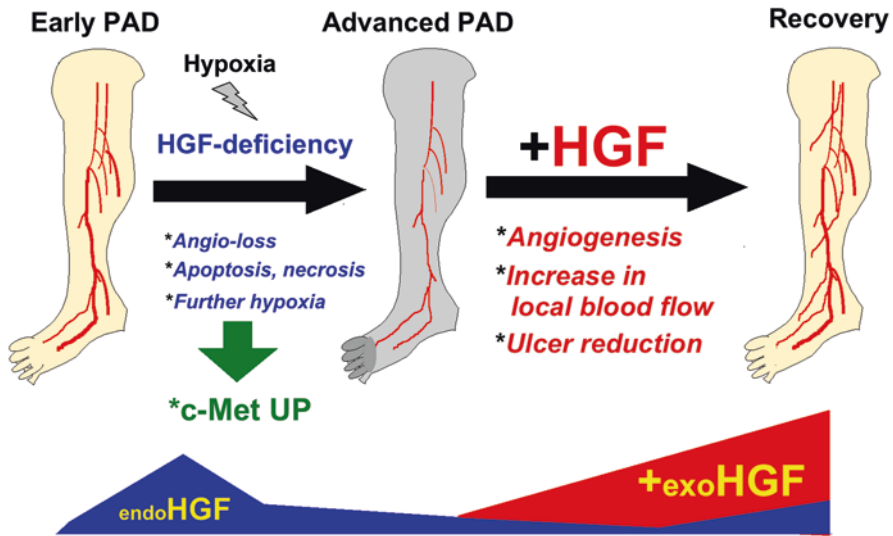 Early PAD
Advanced PAD
Recovery
Hypoxia
HGF-deficiency
+HGF
*Angio-loss
*Apoptosis, necrosis
*Further hypoxia
*Angiogenesis
*Increase in
local blood flow
*Ulcer reduction
*c-Met UP
endoHGF
+exoHGF